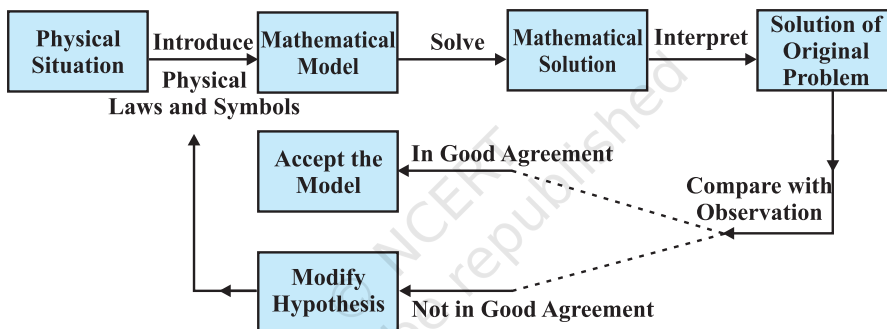 Physical
Situation
Introduce
Physical
Laws and Symbols
Mathematical
Model
Solve
Mathematical
Solution
Interpret
Solution of
Original
Problem
Compare with
Observation
In Good Agreement
Accept the
Model
Not in Good Agreement
Modify
Hypothesis
© NCERT
be republished